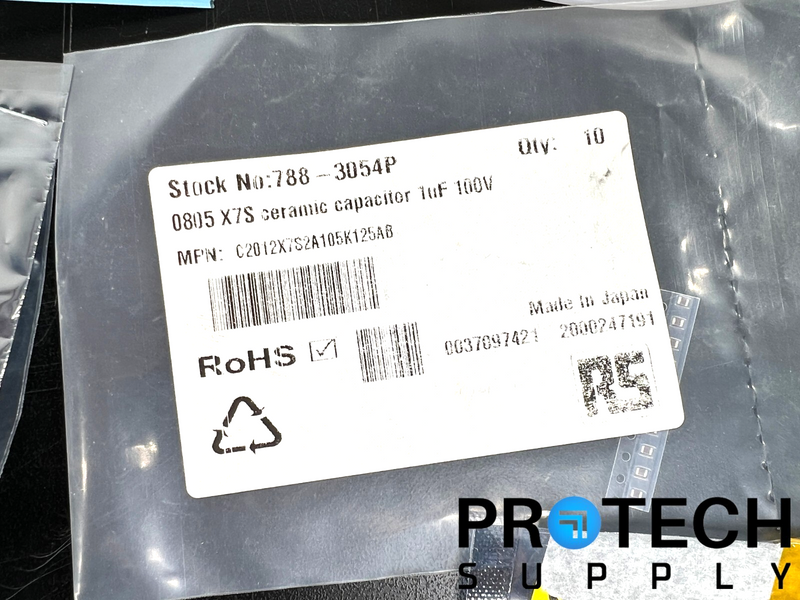 Stock No:788-3054P Qty: 10
0805 X7S ceramic capacitor 1uF 100V
MPN: C2012X7S2A105K125AB
Made In Japan
0037097421 2000247191
RoHS
RS
PROTECH
SUPPLY